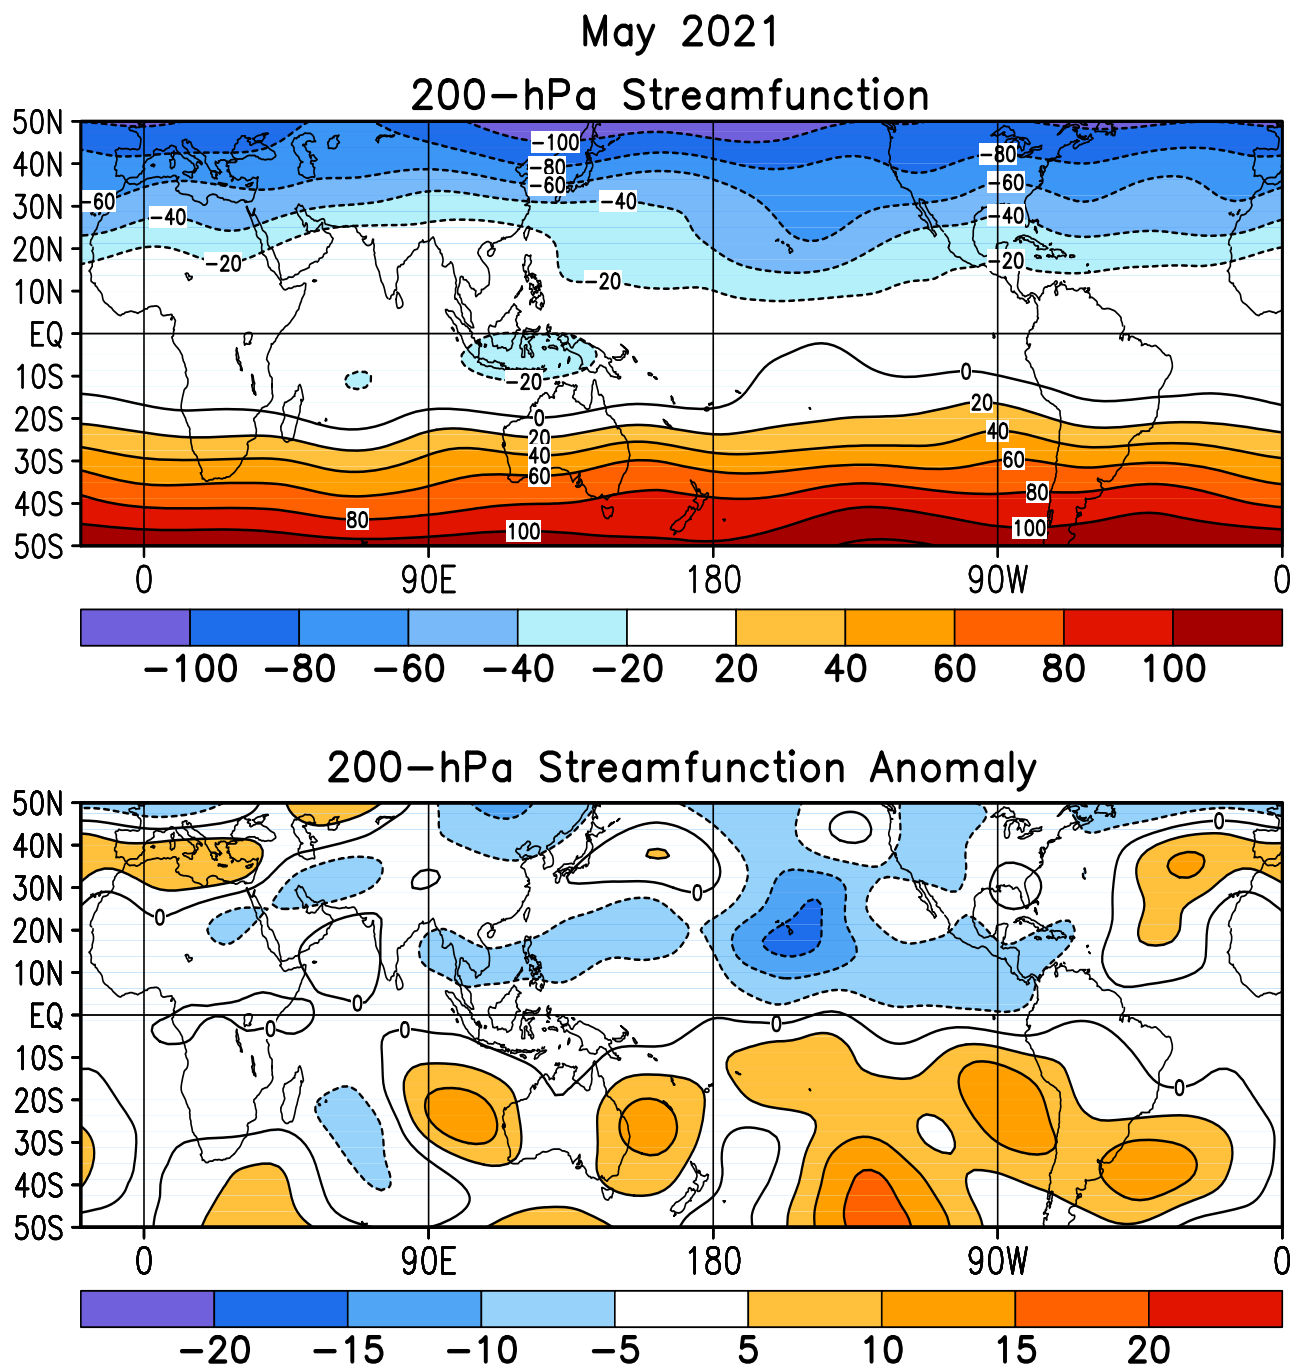 May 2021
200-hPa Streamfunction
50N
40N
30N
20N
10N
EQ
10S
20S
30S
40S
50S
-100
-80
-60
-80
-60
-40
-60
-40
-20
-40
-20
-20
-20
0
20
40
60
80
100
0
20
40
60
80
100
0 90E 180 90W 0
-100 -80 -60 -40 -20 20 40 60 80 100
200-hPa Streamfunction Anomaly
50N
40N
30N
20N
10N
EQ
10S
20S
30S
40S
50S
0
0
0
0
0
0
0
0
0 90E 180 90W 0
-20 -15 -10 -5 5 10 15 20